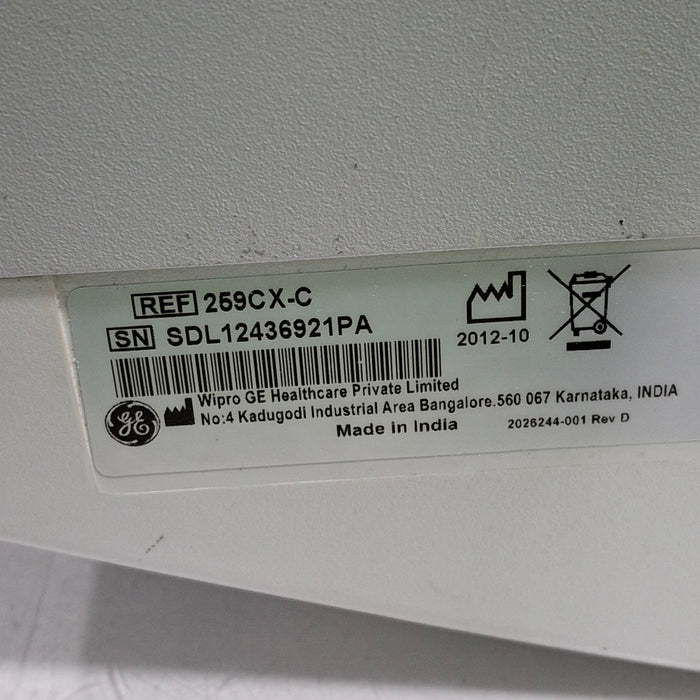 REF 259CX-C
SN SDL12436921PA
2012-10
GE
Wipro GE Healthcare Private Limited
No:4 Kadugodi Industrial Area Bangalore.560 067 Karnataka, INDIA
Made in India
2026244-001 Rev D